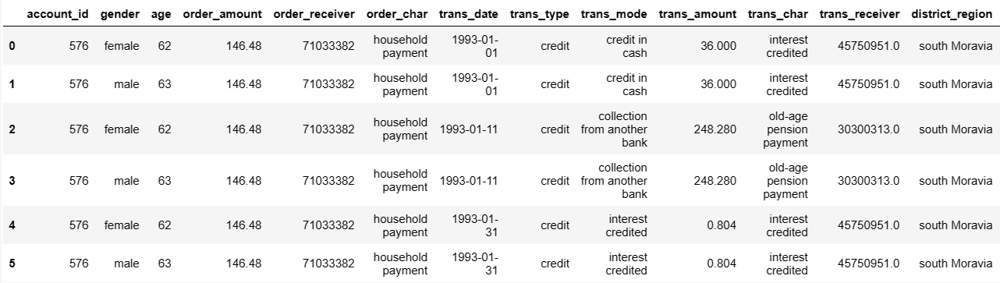 account_id gender age order_amount order_receiver order_char trans_date trans_type trans_mode trans_amount trans_char trans_receiver district_region
0 576 female 62 146.48 71033382 household payment 1993-01-01 credit credit in cash 36.000 interest credited 45750951.0 south Moravia
1 576 male 63 146.48 71033382 household payment 1993-01-01 credit credit in cash 36.000 interest credited 45750951.0 south Moravia
2 576 female 62 146.48 71033382 household payment 1993-01-11 credit collection from another bank 248.280 old-age pension payment 30300313.0 south Moravia
3 576 male 63 146.48 71033382 household payment 1993-01-11 credit collection from another bank 248.280 old-age pension payment 30300313.0 south Moravia
4 576 female 62 146.48 71033382 household payment 1993-01-31 credit interest credited 0.804 interest credited 45750951.0 south Moravia
5 576 male 63 146.48 71033382 household payment 1993-01-31 credit interest credited 0.804 interest credited 45750951.0 south Moravia